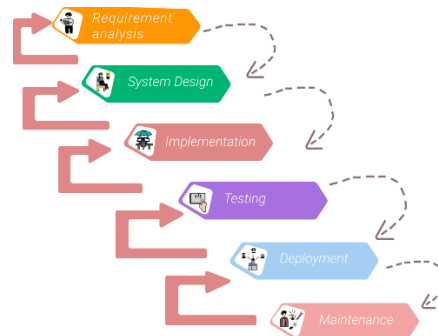 Requirement
analysis
System Design
Implementation
Testing
Deployment
Maintenance